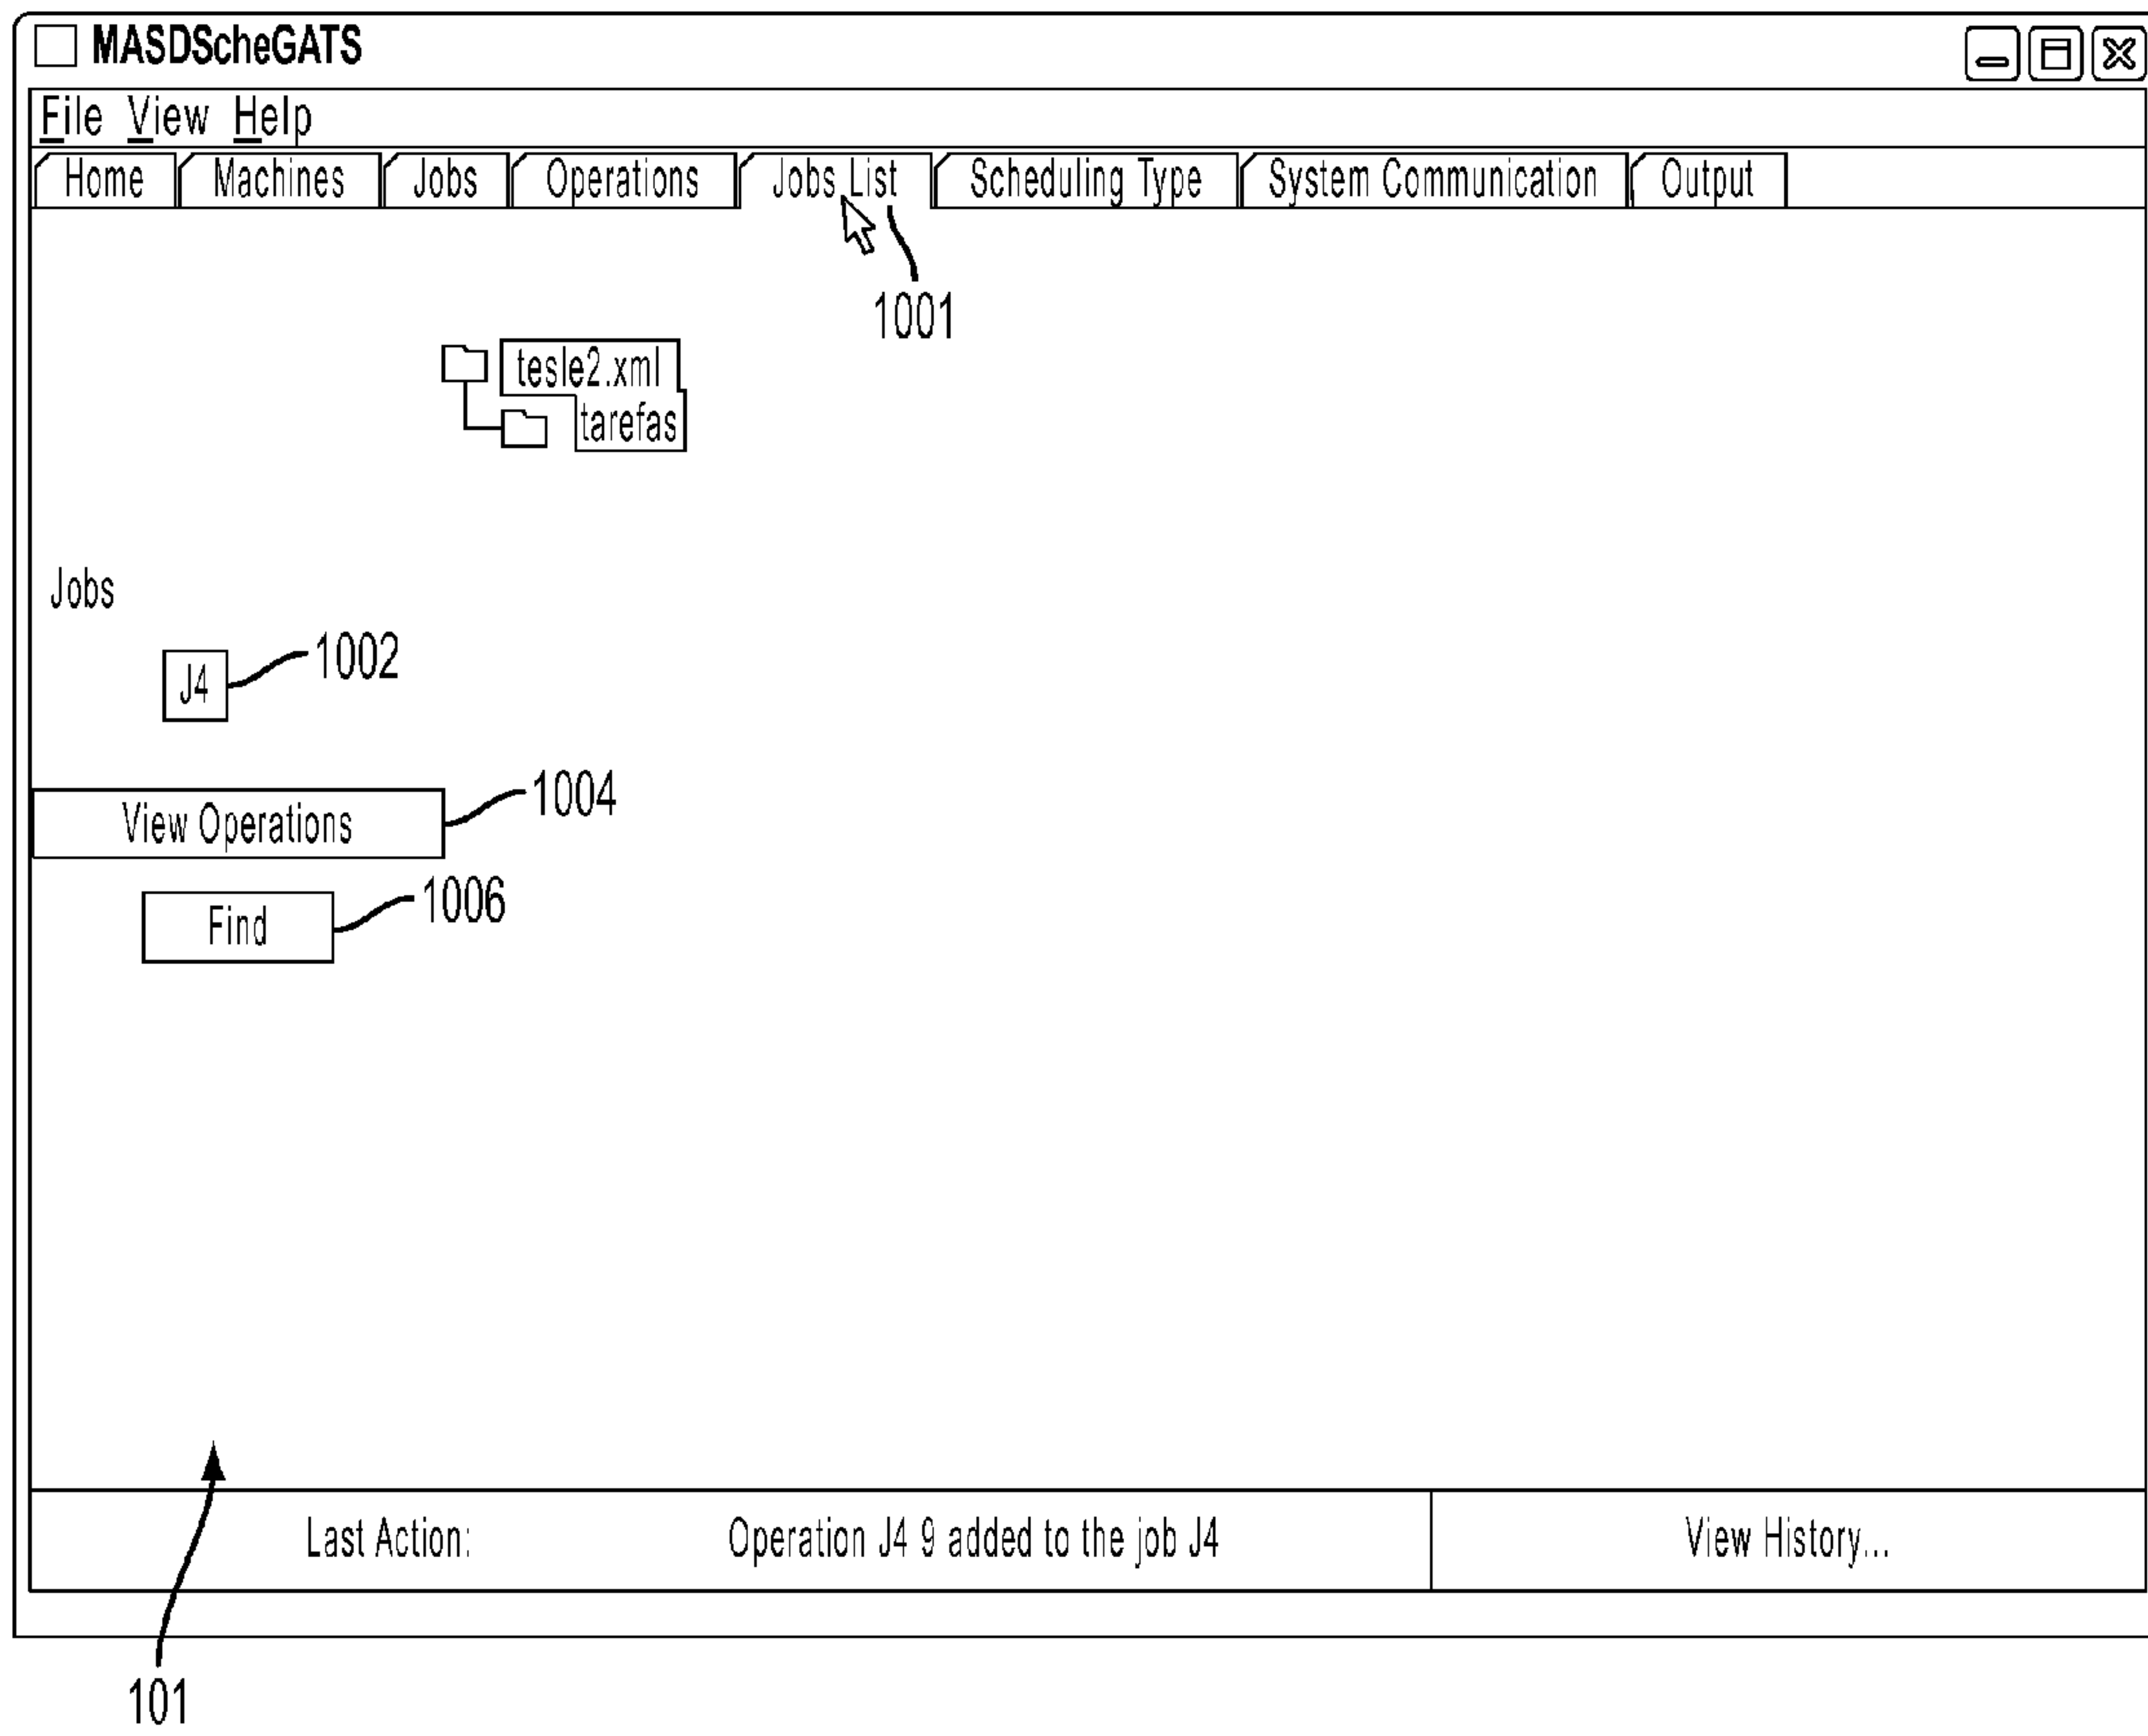 MASDScheGATS
File View Help
Home Machines Jobs Operations Jobs List Scheduling Type System Communication Output
1001
tesle2.xml
tarefas
Jobs
J4 1002
View Operations 1004
Find 1006
Last Action: Operation J4 9 added to the job J4 View History...
101